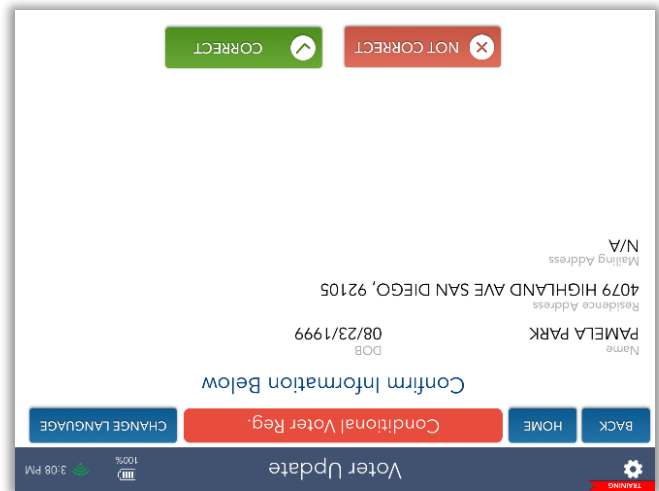 TRAINING
Voter Update
100%
3:08 PM
BACK
HOME
Conditional Voter Reg.
CHANGE LANGUAGE
Confirm Information Below
Name
DOB
PAMELA PARK
08/23/1999
Residence Address
4079 HIGHLAND AVE SAN DIEGO, 92105
Mailing Address
N/A
NOT CORRECT
CORRECT